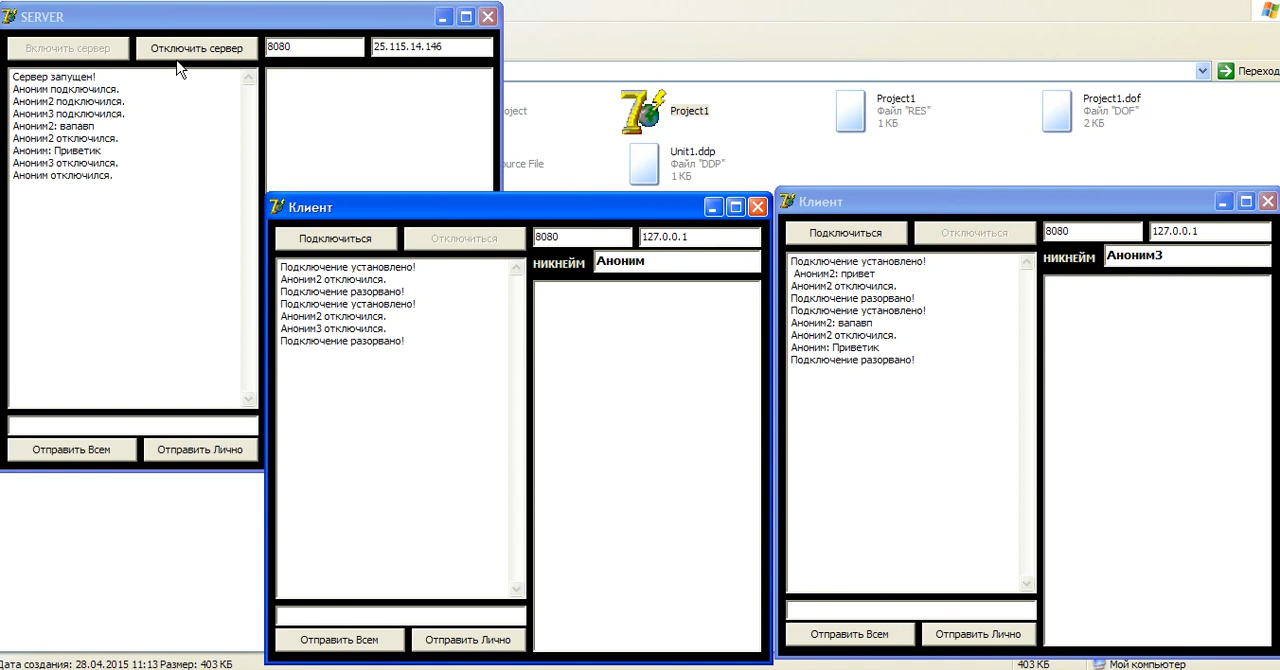 SERVER
Включить сервер
Отключить сервер
8080
25.115.14.146
Сервер запущен!
Аноним подключился.
Аноним2 подключился.
Аноним3 подключился.
Аноним2: вапавп
Аноним2 отключился.
Аноним: Приветик
Аноним3 отключился.
Аноним отключился.
Отправить Всем
Отправить Лично
Переход
oject
Project1
Project1
Файл "RES"
1 КБ
Project1.dof
Файл "DOF"
2 КБ
urce File
Unit1.ddp
Файл "DDP"
1 КБ
Клиент
Подключиться
Отключиться
8080
127.0.0.1
НИКНЕЙМ
Аноним
Подключение установлено!
Аноним2 отключился.
Подключение разорвано!
Подключение установлено!
Аноним2 отключился.
Аноним3 отключился.
Подключение разорвано!
Отправить Всем
Отправить Лично
Клиент
Подключиться
Отключиться
8080
127.0.0.1
НИКНЕЙМ
Аноним3
Подключение установлено!
Аноним2: привет
Аноним2 отключился.
Подключение разорвано!
Подключение установлено!
Аноним2: вапавп
Аноним2 отключился.
Аноним: Приветик
Подключение разорвано!
Отправить Всем
Отправить Лично
Дата создания: 28.04.2015 11:13 Размер: 403 КБ
403 КБ
Мой компьютер